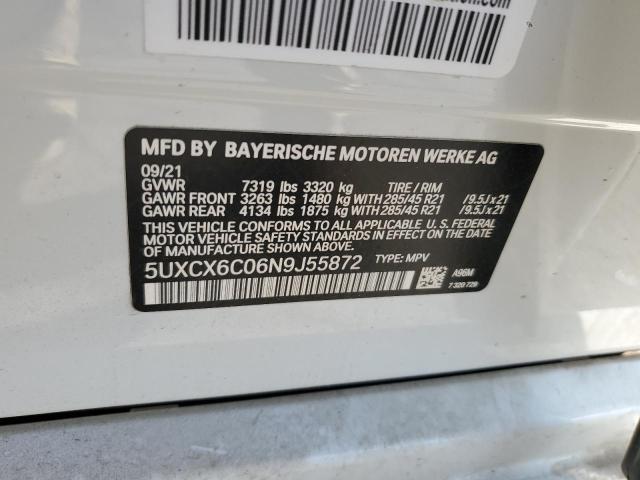 MFD BY BAYERISCHE MOTOREN WERKE AG
09/21
GVWR 7319 lbs 3320 kg TIRE / RIM
GAWR FRONT 3263 lbs 1480 kg WITH 285/45 R21 /9.5J x 21
GAWR REAR 4134 lbs 1875 kg WITH 285/45 R21 /9.5J x 21
THIS VEHICLE CONFORMS TO ALL APPLICABLE U. S. FEDERAL
MOTOR VEHICLE SAFETY STANDARDS IN EFFECT ON THE DATE
OF MANUFACTURE SHOWN ABOVE.
5UXCX6C06N9J55872 TYPE: MPV
A96M
7 320 729